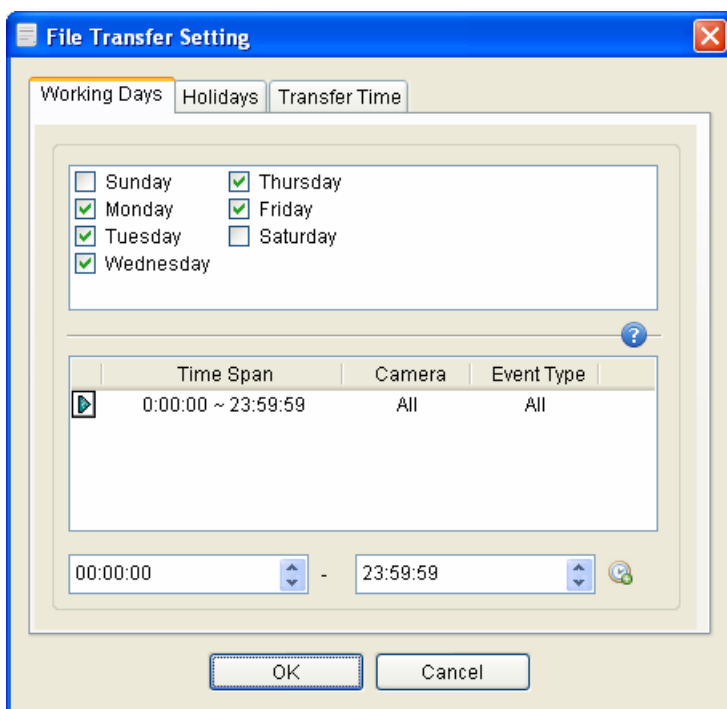 File Transfer Setting
Working Days Holidays Transfer Time
Sunday Thursday
Monday Friday
Tuesday Saturday
Wednesday
?
Time Span Camera Event Type
0:00:00 ~ 23:59:59 All All
00:00:00 - 23:59:59
OK Cancel